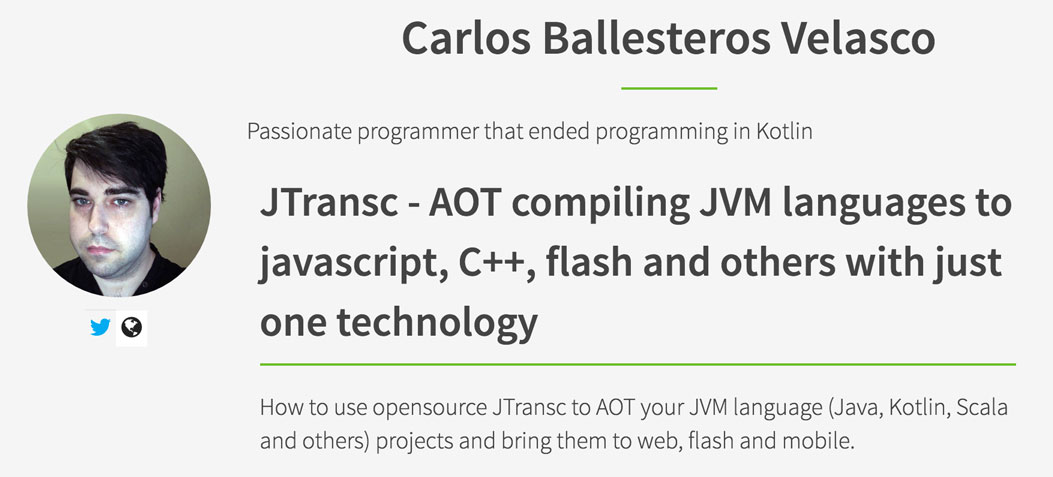 Carlos Ballesteros Velasco
Passionate programmer that ended programming in Kotlin
JTransc - AOT compiling JVM languages to
javascript, C++, flash and others with just
one technology
How to use opensource JTransc to AOT your JVM language (Java, Kotlin, Scala
and others) projects and bring them to web, flash and mobile.